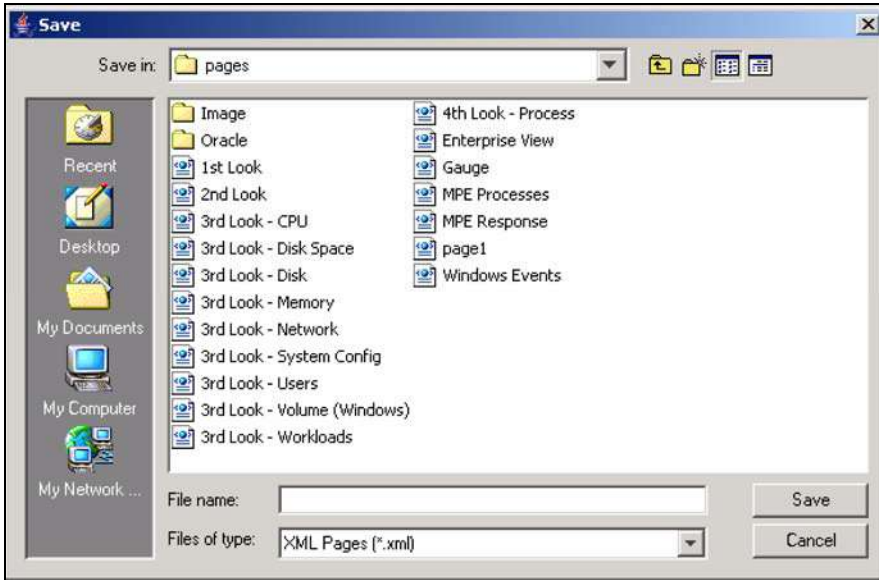 Save
Save in: pages
Recent
Desktop
My Documents
My Computer
My Network ...
Image
Oracle
1st Look
2nd Look
3rd Look - CPU
3rd Look - Disk Space
3rd Look - Disk
3rd Look - Memory
3rd Look - Network
3rd Look - System Config
3rd Look - Users
3rd Look - Volume (Windows)
3rd Look - Workloads
4th Look - Process
Enterprise View
Gauge
MPE Processes
MPE Response
page1
Windows Events
File name:
Save
Files of type: XML Pages (*.xml)
Cancel